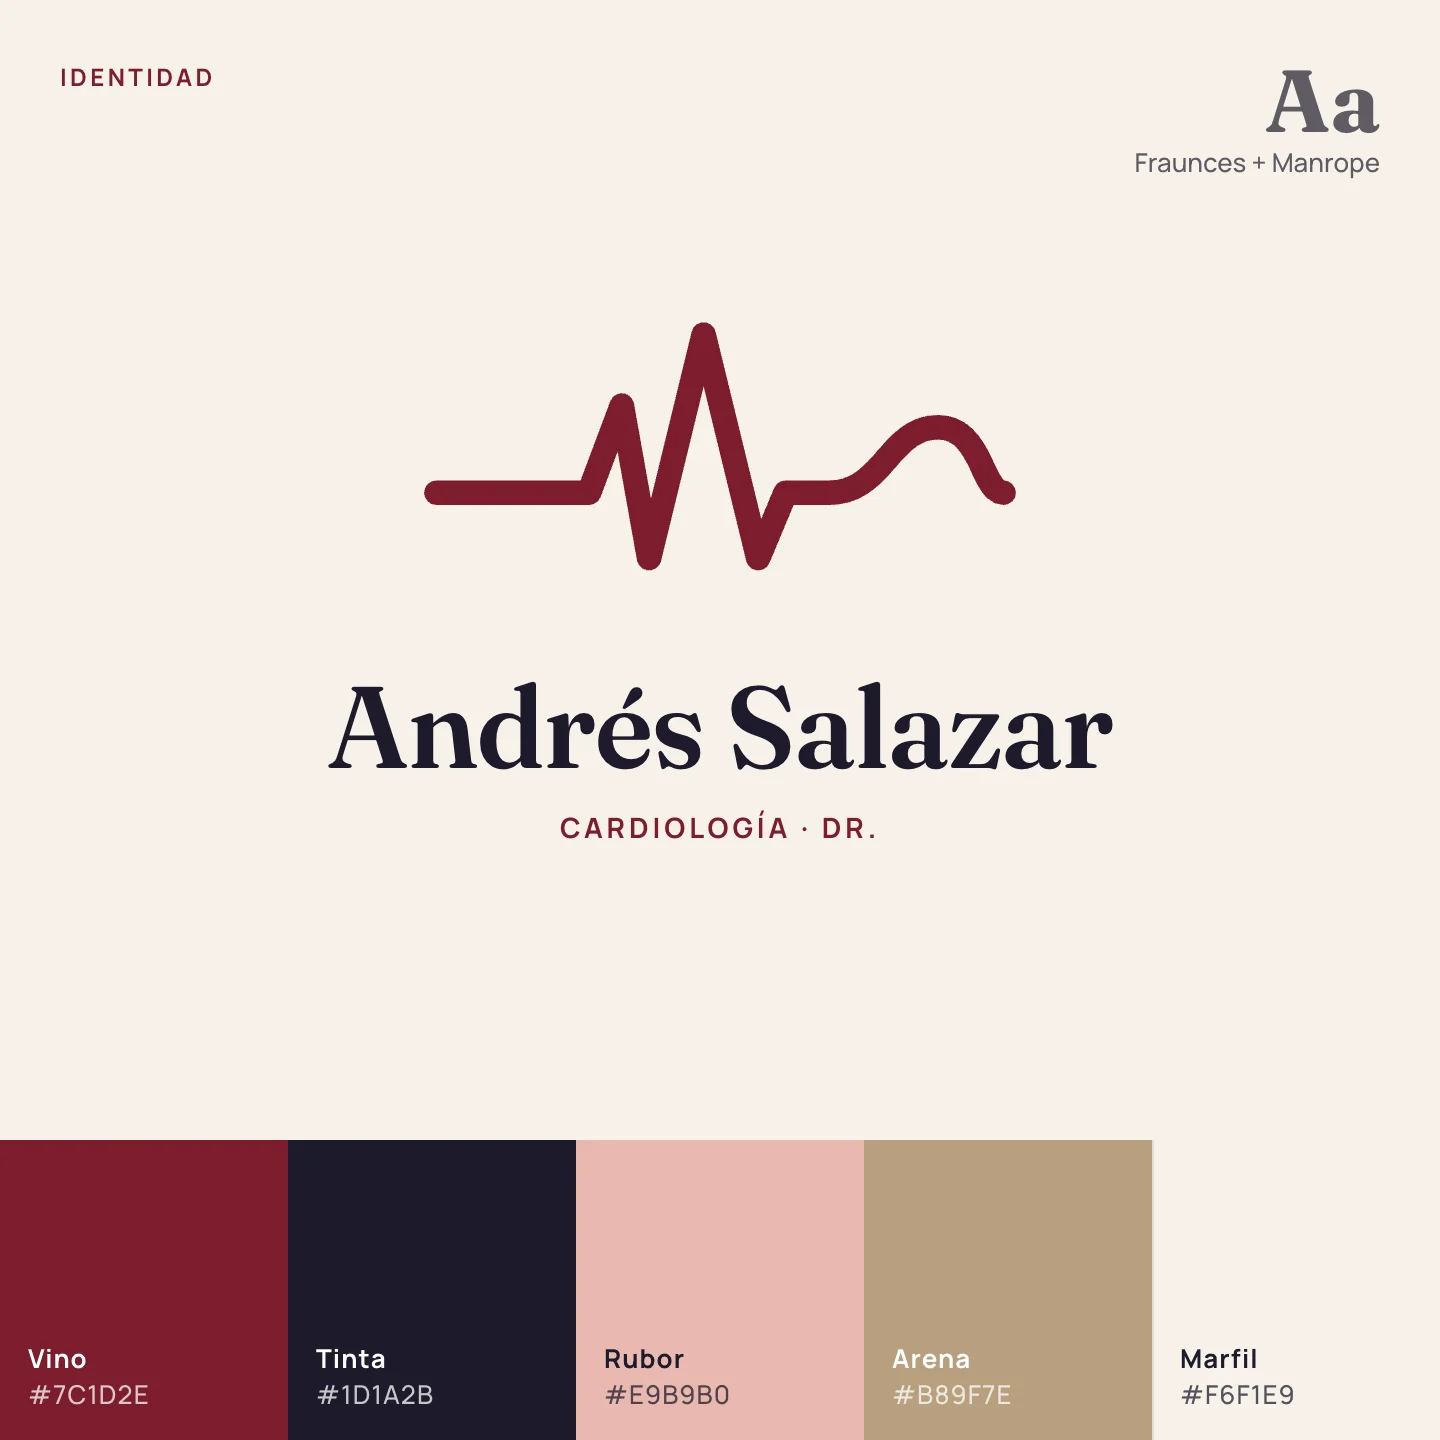 IDENTIDAD
Aa
Fraunces + Manrope
Andrés Salazar
CARDIOLOGÍA · DR.
Vino
#7C1D2E
Tinta
#1D1A2B
Rubor
#E9B9B0
Arena
#B89F7E
Marfil
#F6F1E9